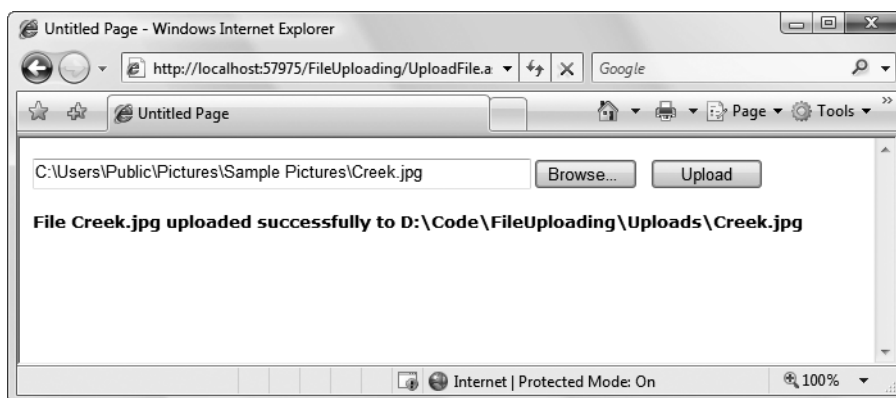 Untitled Page - Windows Internet Explorer
http://localhost:57975/FileUploading/UploadFile.a
Google
Untitled Page
Page
Tools
C:\Users\Public\Pictures\Sample Pictures\Creek.jpg
Browse...
Upload
File Creek.jpg uploaded successfully to D:\Code\FileUploading\Uploads\Creek.jpg
Internet | Protected Mode: On
100%